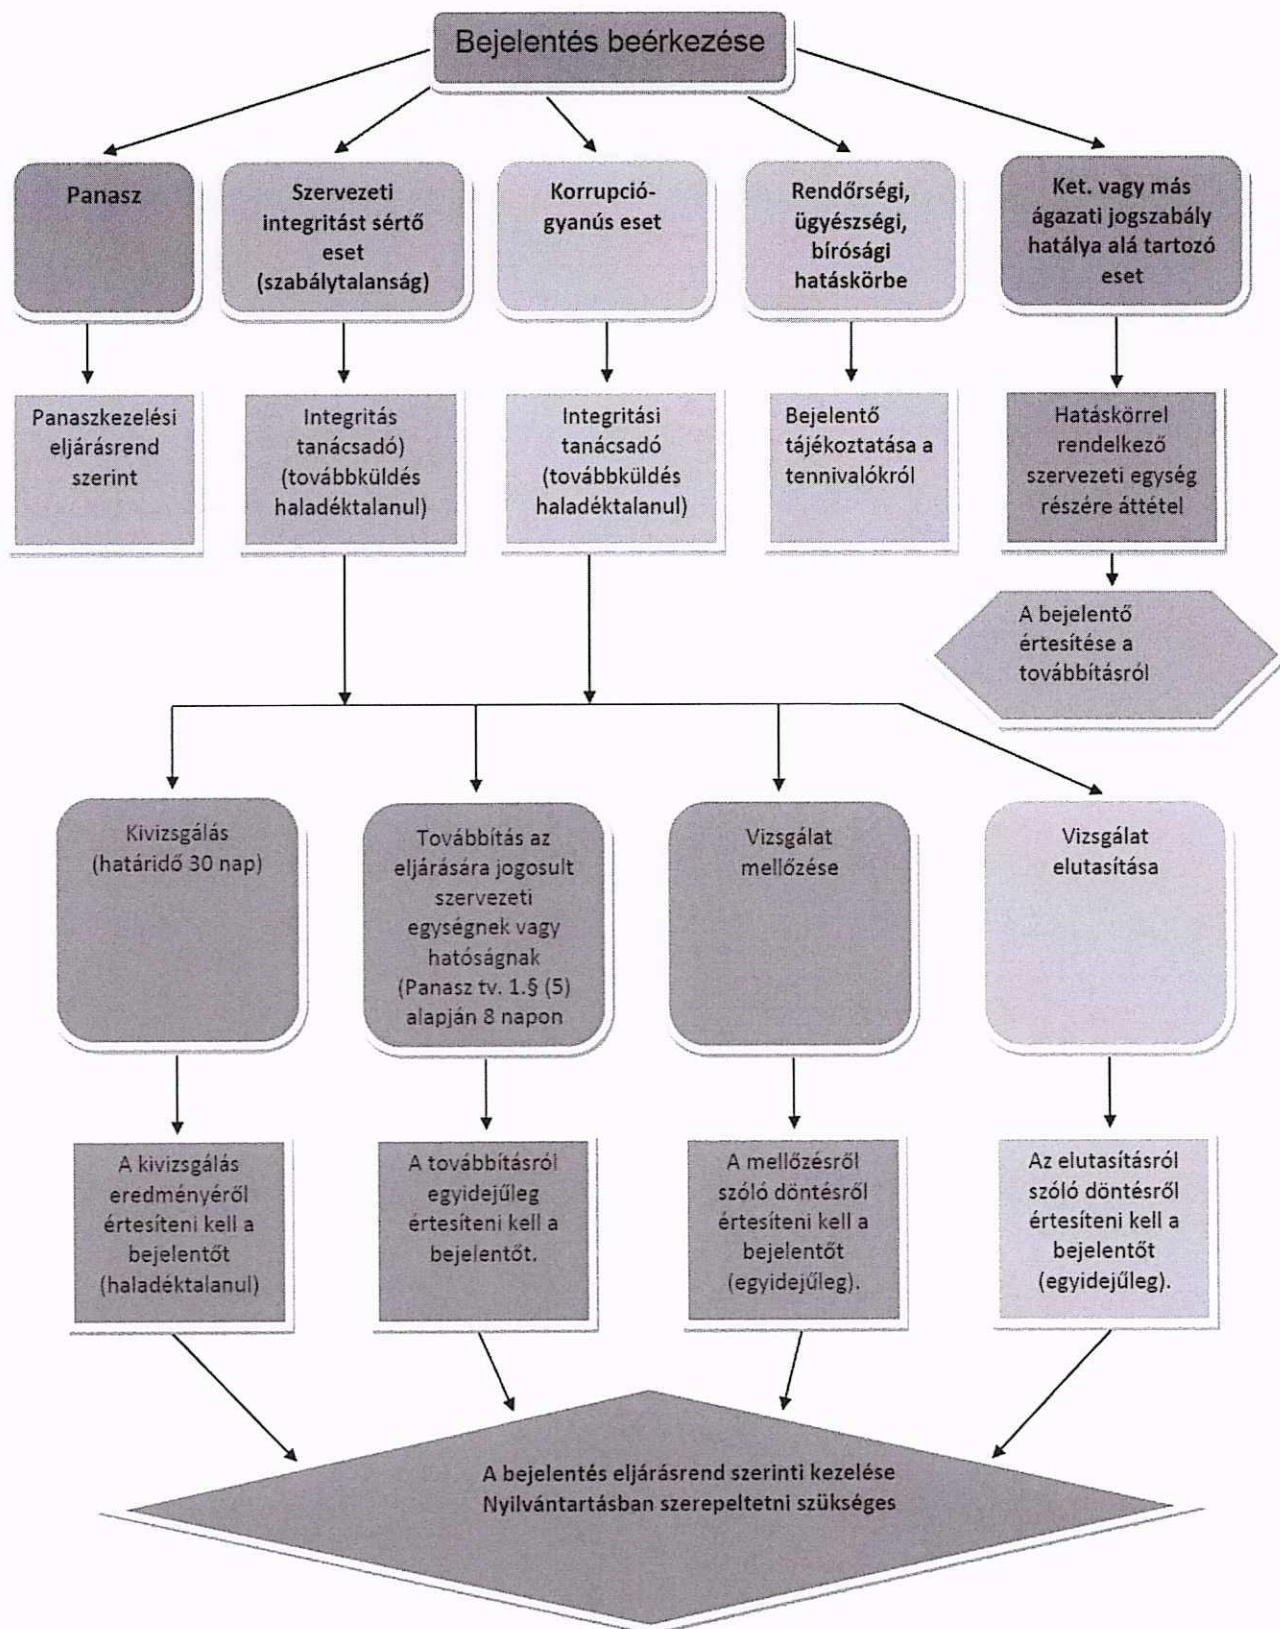 Bejelentés beérkezése
Panasz
Szervezeti
integritást sértő
eset
(szabálytalanság)
Korrupció-
gyanús eset
Rendőrségi,
ügyészségi,
bírósági
hatáskörbe
Ket. vagy más
ágazati jogszabály
hatálya alá tartozó
eset
Panaszkezelési
eljárásrend
szerint
Integritás
tanácsadó)
(továbbküldés
haladéktalanul)
Integritási
tanácsadó
(továbbküldés
haladéktalanul)
Bejelentő
tájékoztatása a
tennivalókról
Hatáskörrel
rendelkező
szervezeti egység
részére áttétel
A bejelentő
értesítése a
továbbításról
Kivizsgálás
(határidő 30 nap)
Továbbítás az
eljárására jogosult
szervezeti
egységnek vagy
hatóságnak
(Panasz tv. 1.§ (5)
alapján 8 napon
Vizsgálat
mellőzése
Vizsgálat
elutasítása
A kivizsgálás
eredményéről
értesíteni kell a
bejelentőt
(haladéktalanul)
A továbbításról
egyidejűleg
értesíteni kell a
bejelentőt.
A mellőzésről
szóló döntésről
értesíteni kell a
bejelentőt
(egyidejűleg).
Az elutasításról
szóló döntésről
értesíteni kell a
bejelentőt
(egyidejűleg).
A bejelentés eljárásrend szerinti kezelése
Nyilvántartásban szerepeltetni szükséges